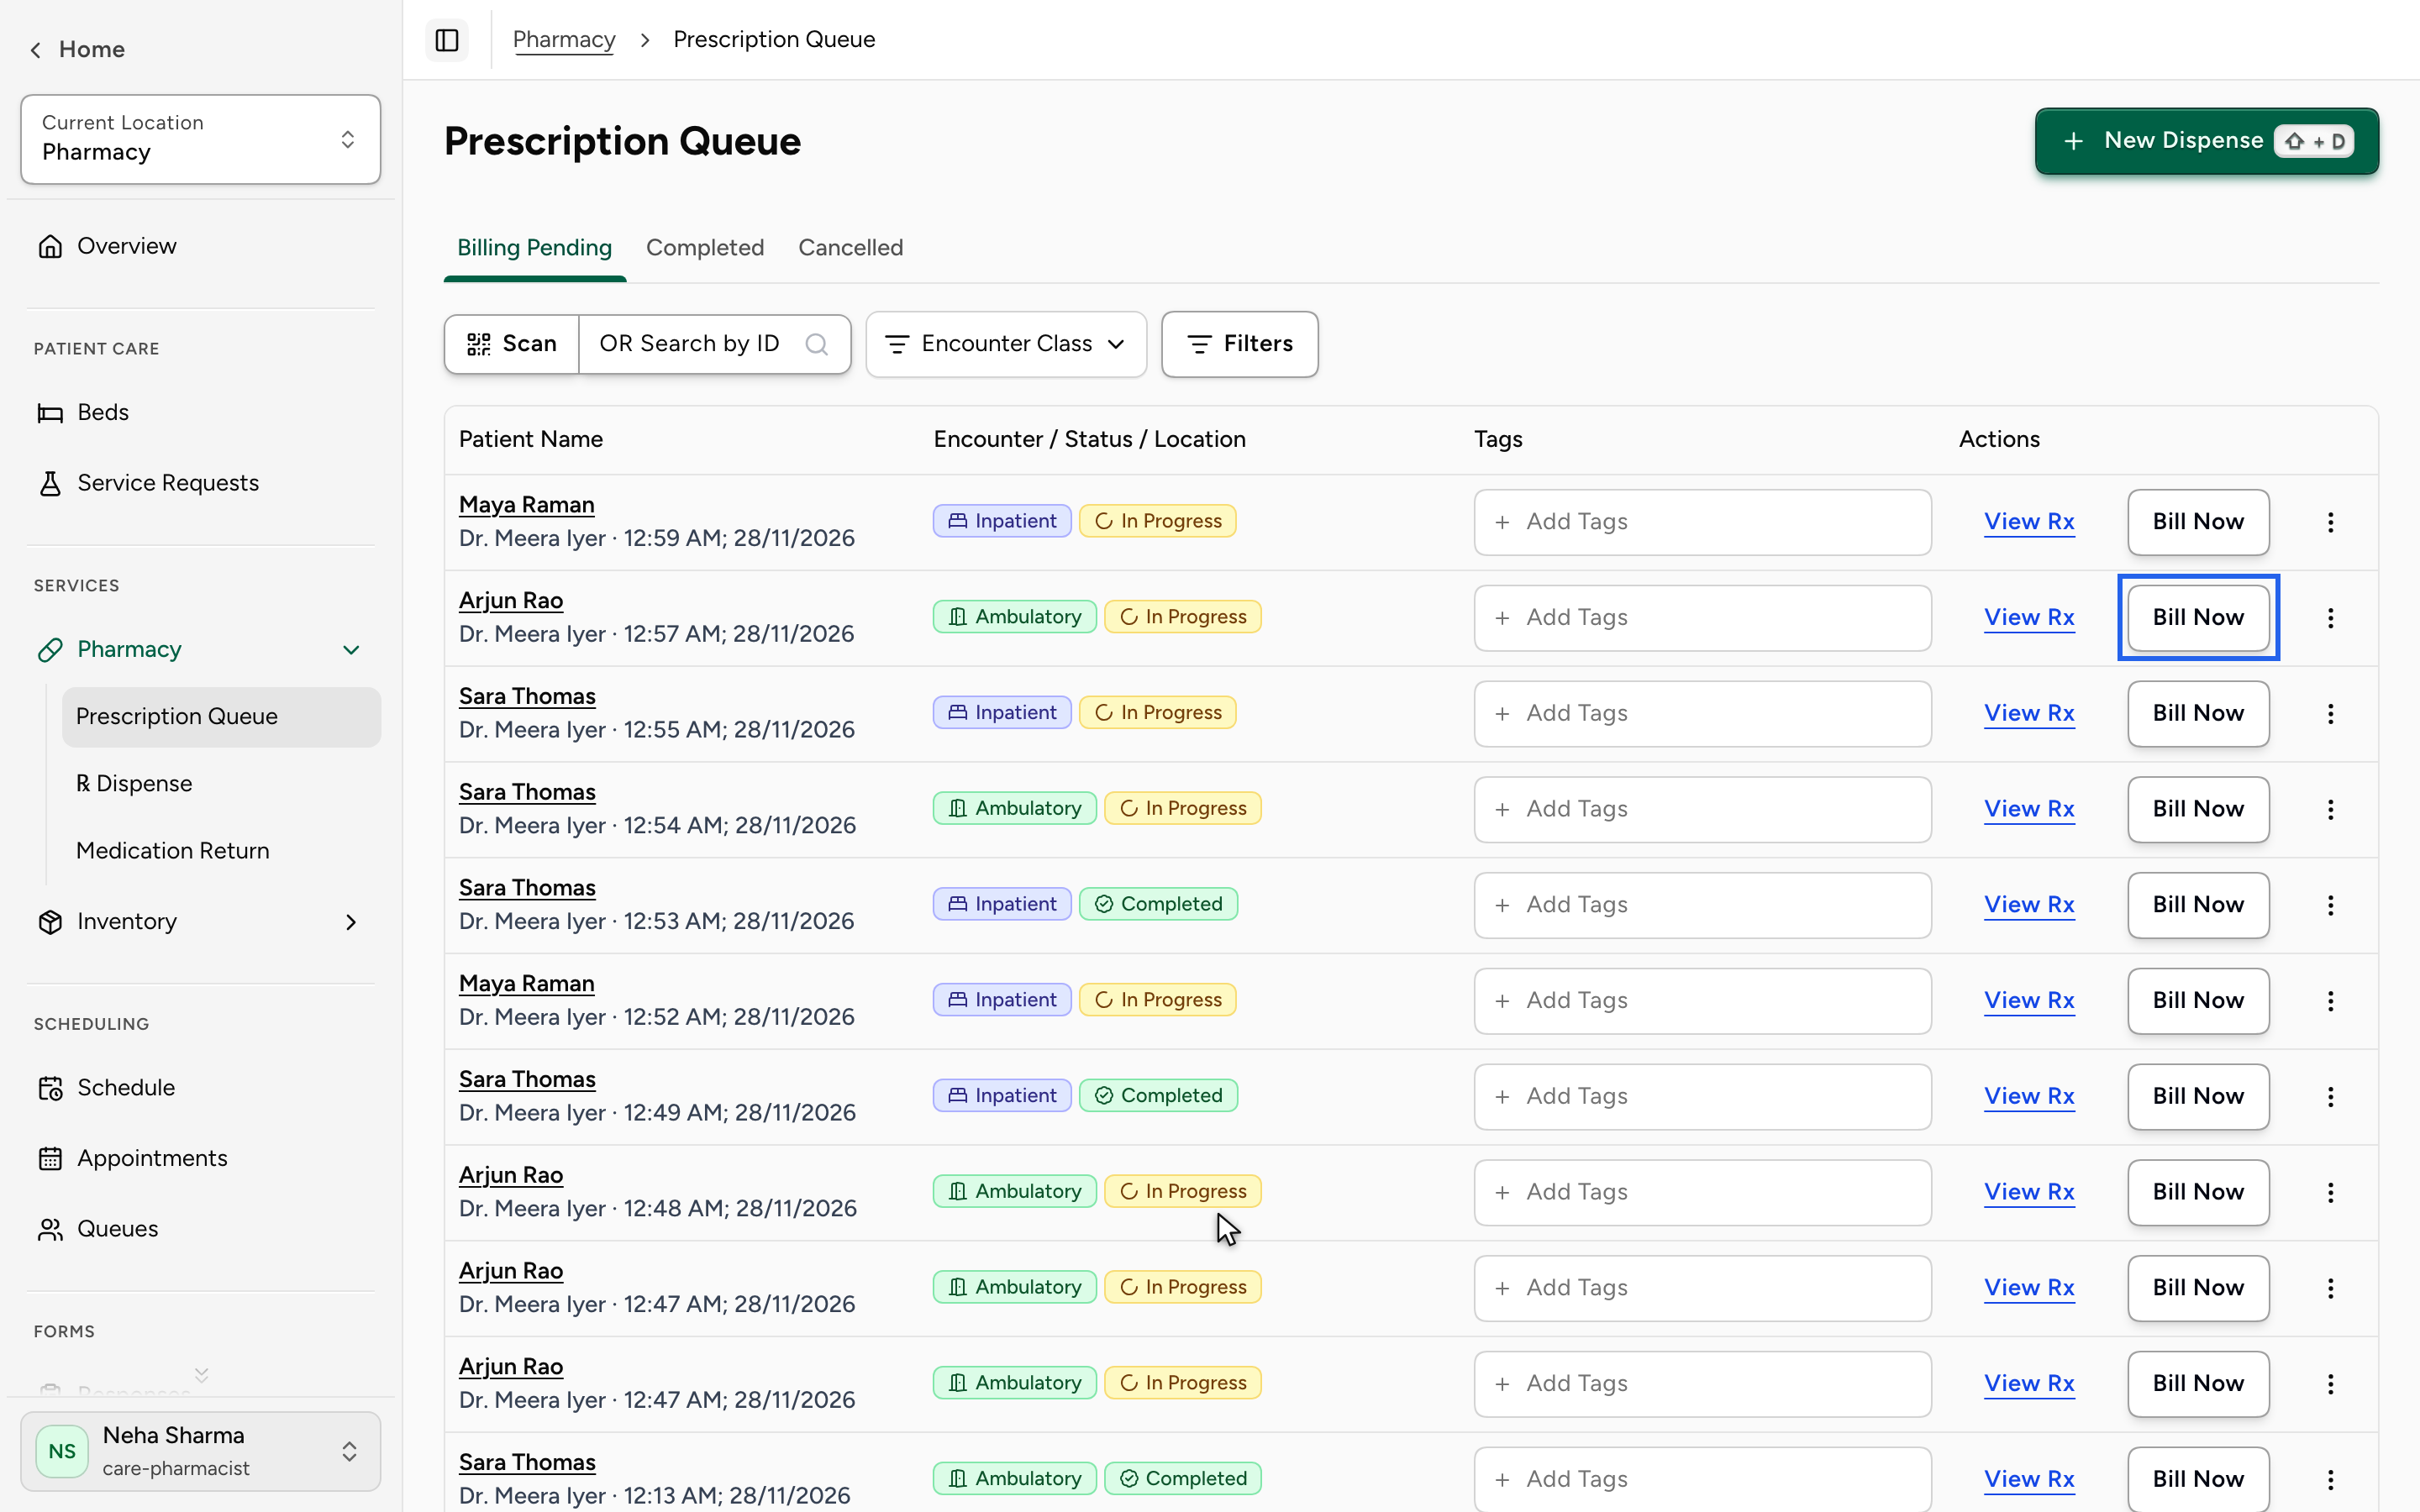 Home
Current Location
Pharmacy
Overview
PATIENT CARE
Beds
Service Requests
SERVICES
Pharmacy
Prescription Queue
℞ Dispense
Medication Return
Inventory
SCHEDULING
Schedule
Appointments
Queues
FORMS
Responses
NS
Neha Sharma
care-pharmacist
Pharmacy > Prescription Queue
Prescription Queue
+ New Dispense ⇧ + D
Billing Pending Completed Cancelled
Scan OR Search by ID Encounter Class Filters
Patient Name Encounter / Status / Location Tags Actions
Maya Raman
Dr. Meera Iyer · 12:59 AM; 28/11/2026
Inpatient In Progress + Add Tags View Rx Bill Now
Arjun Rao
Dr. Meera Iyer · 12:57 AM; 28/11/2026
Ambulatory In Progress + Add Tags View Rx Bill Now
Sara Thomas
Dr. Meera Iyer · 12:55 AM; 28/11/2026
Inpatient In Progress + Add Tags View Rx Bill Now
Sara Thomas
Dr. Meera Iyer · 12:54 AM; 28/11/2026
Ambulatory In Progress + Add Tags View Rx Bill Now
Sara Thomas
Dr. Meera Iyer · 12:53 AM; 28/11/2026
Inpatient Completed + Add Tags View Rx Bill Now
Maya Raman
Dr. Meera Iyer · 12:52 AM; 28/11/2026
Inpatient In Progress + Add Tags View Rx Bill Now
Sara Thomas
Dr. Meera Iyer · 12:49 AM; 28/11/2026
Inpatient Completed + Add Tags View Rx Bill Now
Arjun Rao
Dr. Meera Iyer · 12:48 AM; 28/11/2026
Ambulatory In Progress + Add Tags View Rx Bill Now
Arjun Rao
Dr. Meera Iyer · 12:47 AM; 28/11/2026
Ambulatory In Progress + Add Tags View Rx Bill Now
Arjun Rao
Dr. Meera Iyer · 12:47 AM; 28/11/2026
Ambulatory In Progress + Add Tags View Rx Bill Now
Sara Thomas
Dr. Meera Iyer · 12:13 AM; 28/11/2026
Ambulatory Completed + Add Tags View Rx Bill Now